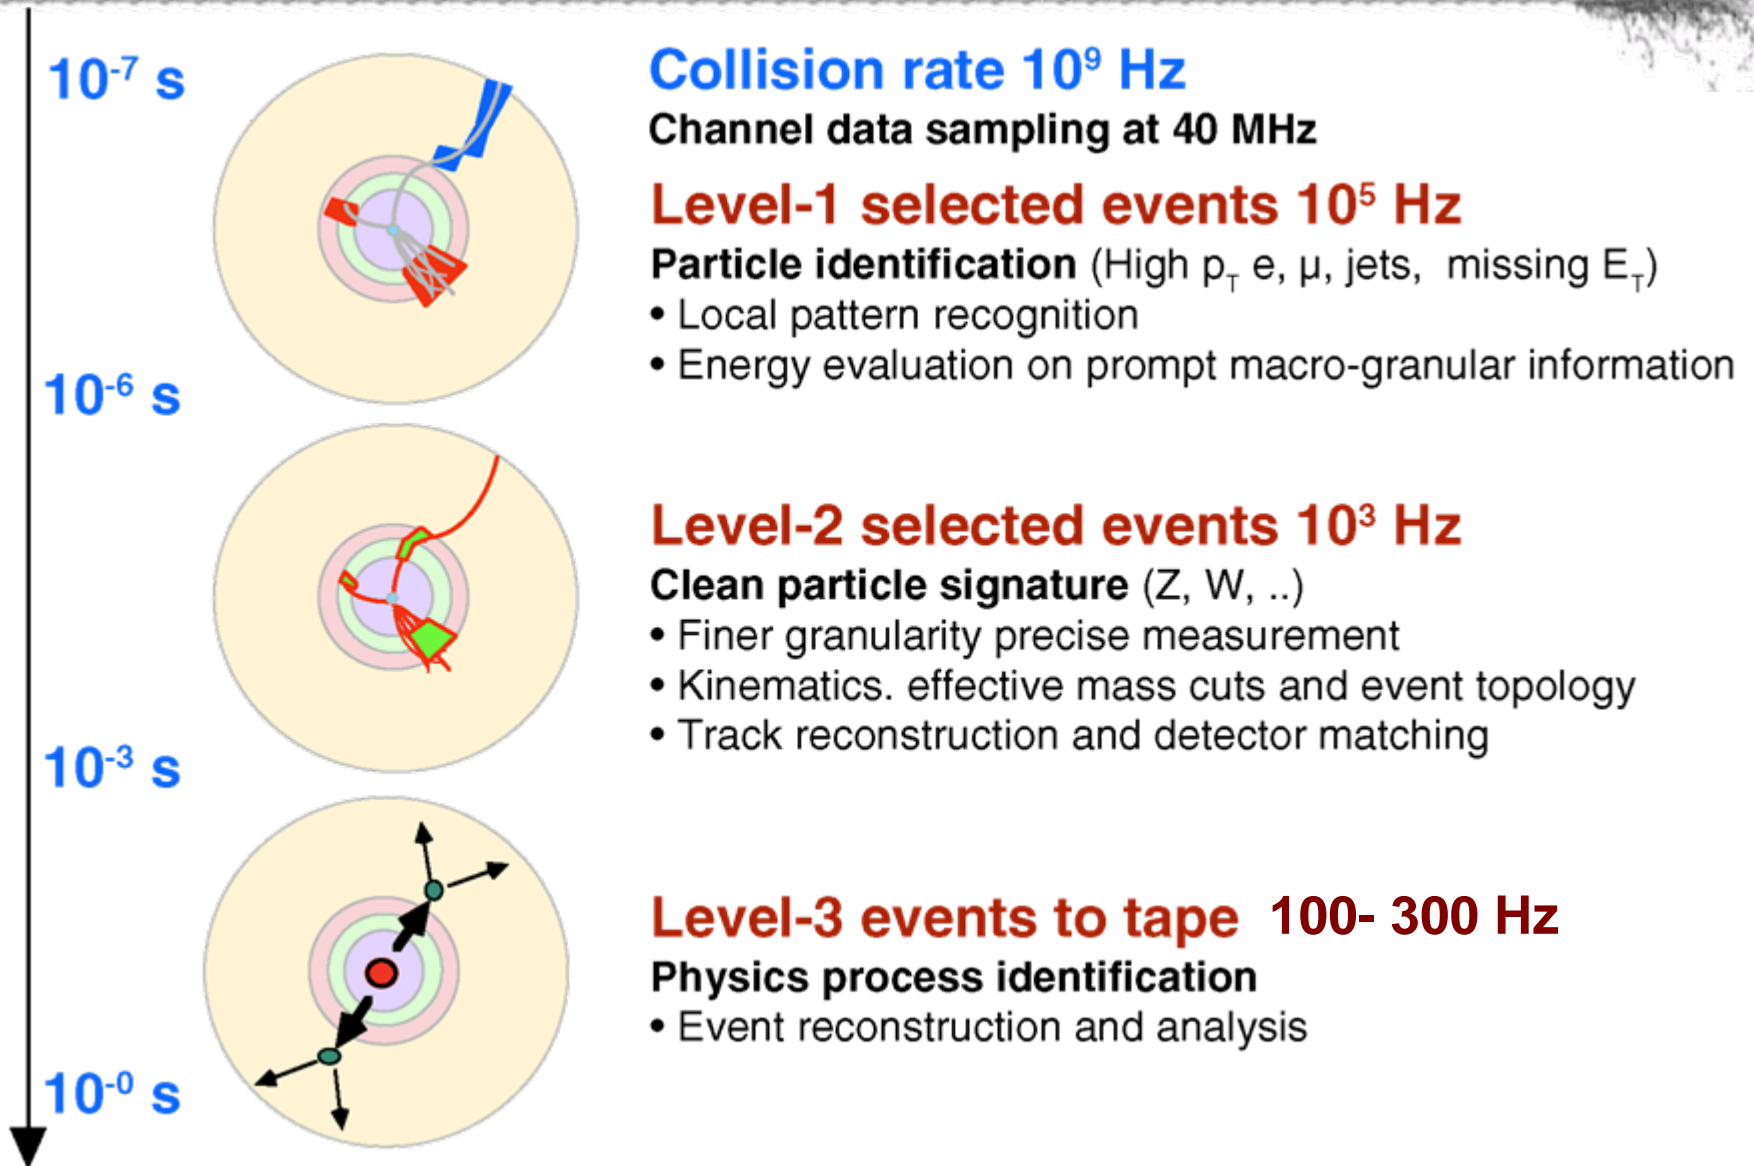 10⁻⁷ s
Collision rate 10⁹ Hz
Channel data sampling at 40 MHz
Level-1 selected events 10⁵ Hz
Particle identification (High p_T e, μ, jets, missing E_T)
• Local pattern recognition
• Energy evaluation on prompt macro-granular information
10⁻⁶ s
Level-2 selected events 10³ Hz
Clean particle signature (Z, W, ..)
• Finer granularity precise measurement
• Kinematics. effective mass cuts and event topology
• Track reconstruction and detector matching
10⁻³ s
Level-3 events to tape 100- 300 Hz
Physics process identification
• Event reconstruction and analysis
10⁻⁰ s